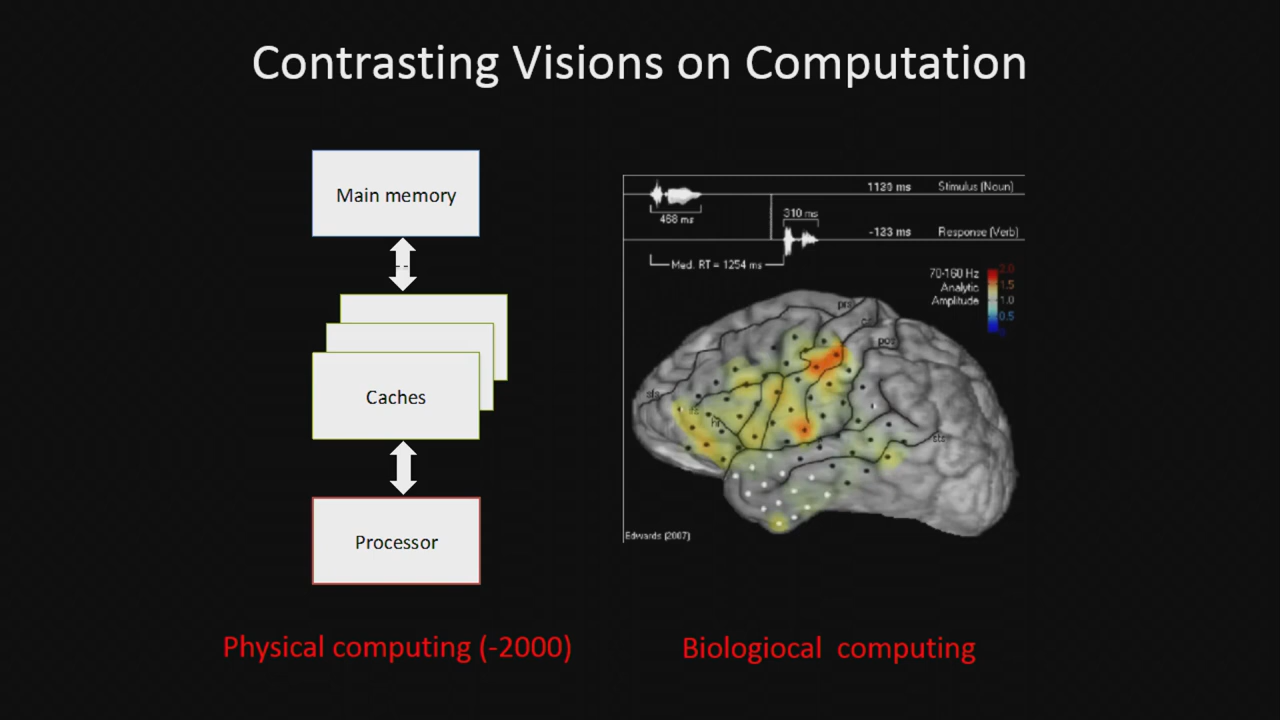 Contrasting Visions on Computation
Main memory
Caches
Processor
Physical computing (-2000)
1120 ms Stimulus (Noun)
468 ms
310 ms
-123 ms Response (Verb)
Med. RT = 1254 ms
70-160 Hz
Analytic
Amplitude
2.0
1.5
1.0
0.5
sts
Edwards (2007)
Biologiocal computing